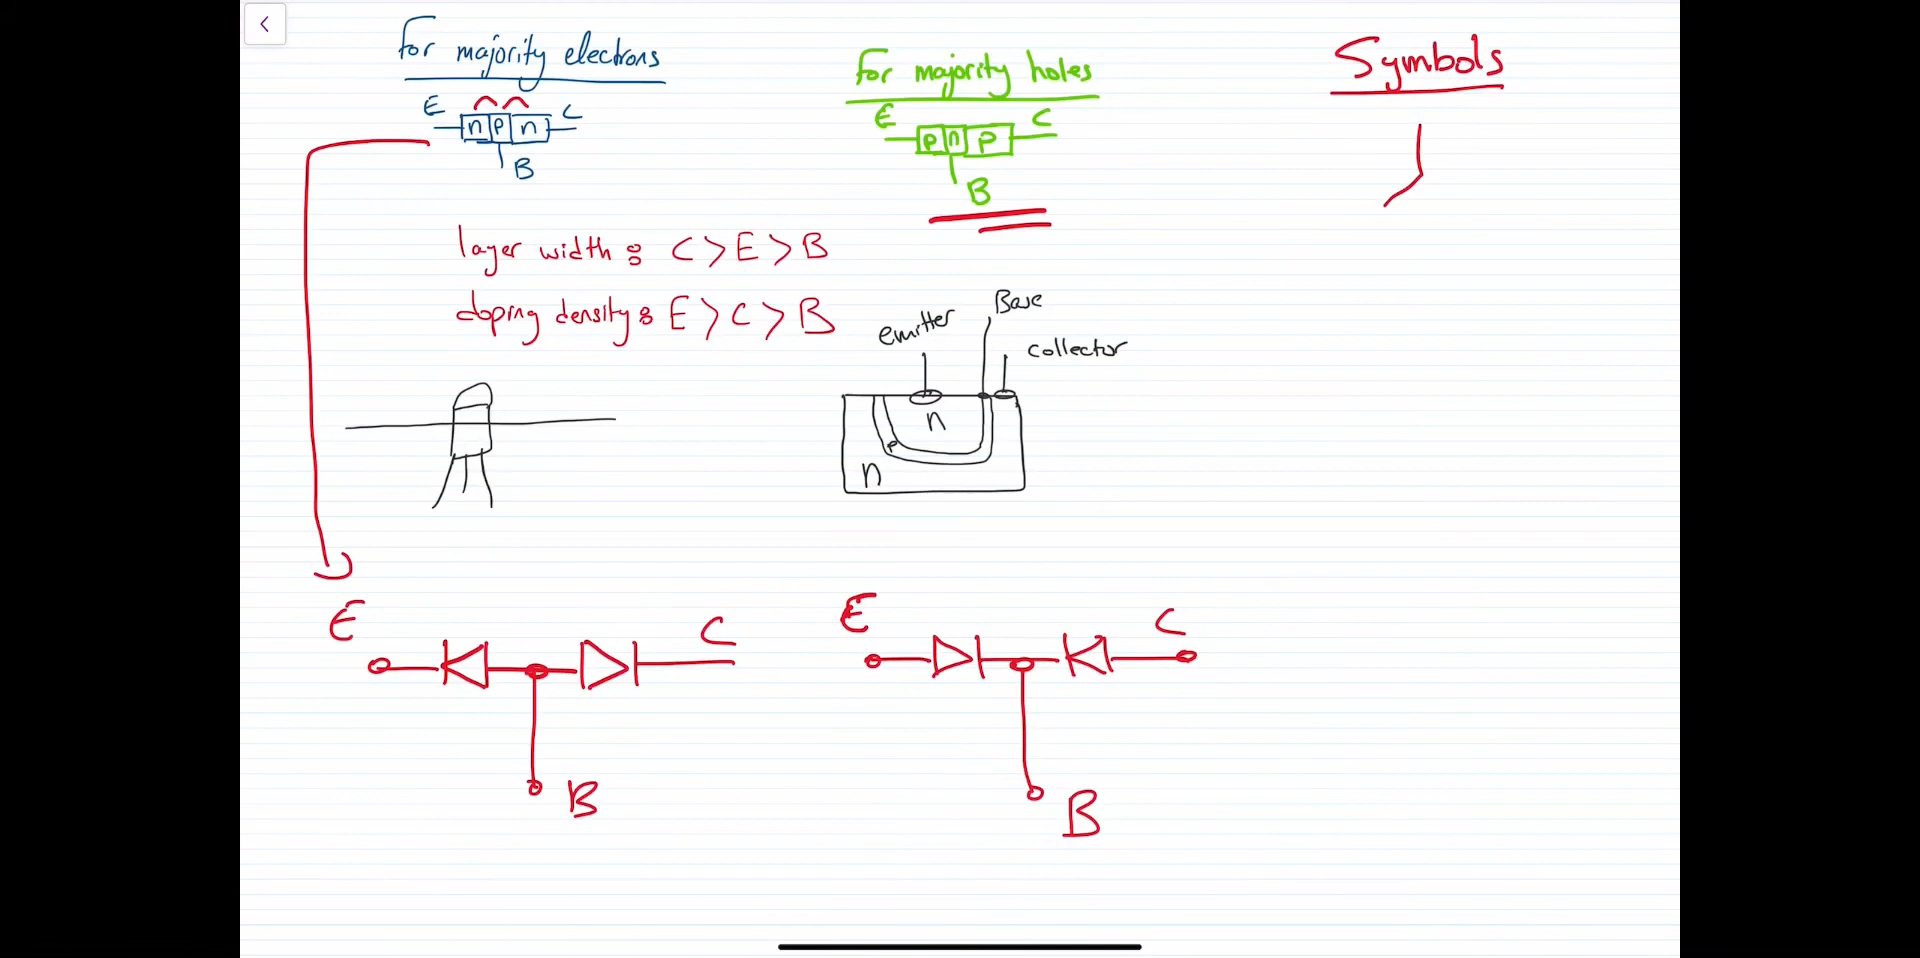 for majority electrons
E n p n C
B
for majority holes
E p n p C
B
Symbols
layer width : C > E > B
doping density : E > C > B
emitter
Base
collector
n
p
n
E C
B
E C
B